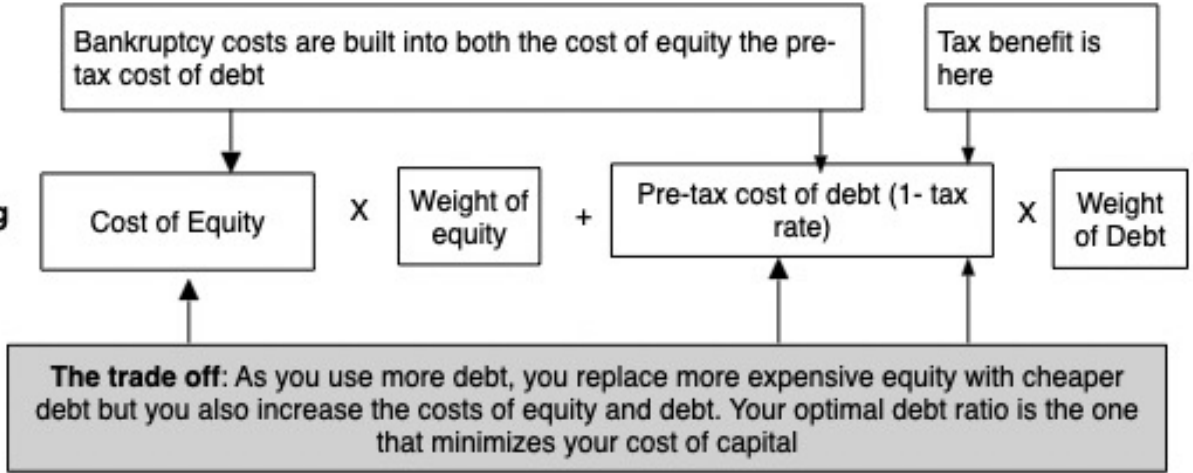 Bankruptcy costs are built into both the cost of equity the pre-
tax cost of debt
Tax benefit is
here
g
Cost of Equity
X
Weight of
equity
+
Pre-tax cost of debt (1- tax
rate)
X
Weight
of Debt
The trade off: As you use more debt, you replace more expensive equity with cheaper
debt but you also increase the costs of equity and debt. Your optimal debt ratio is the one
that minimizes your cost of capital